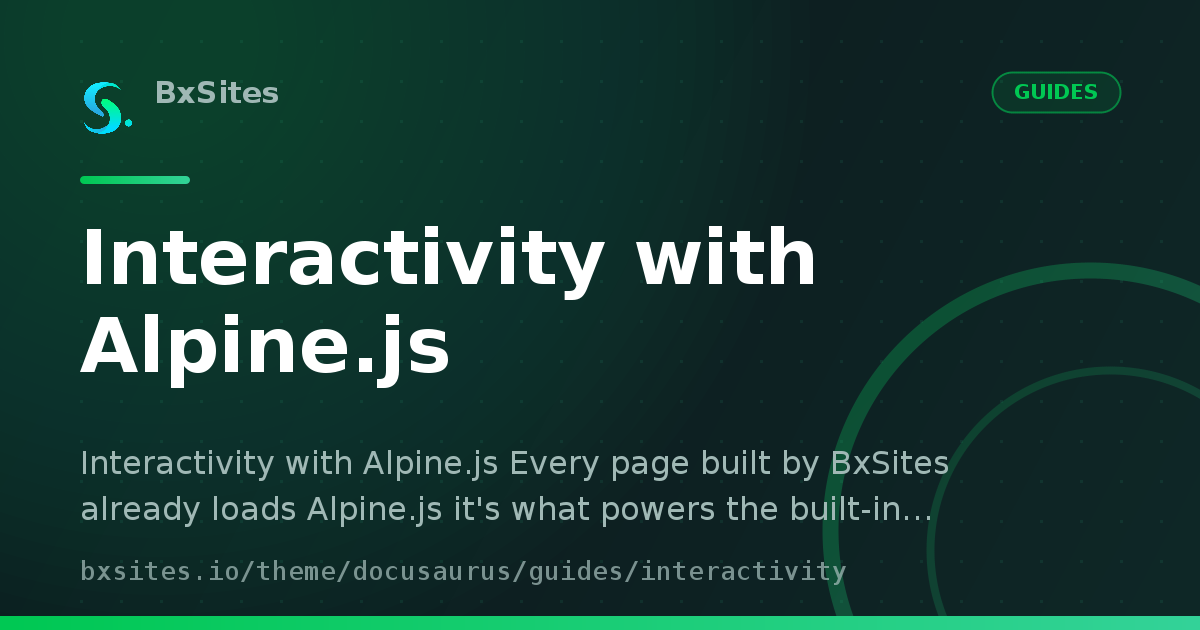 BxSites
GUIDES
Interactivity with
Alpine.js
Interactivity with Alpine.js Every page built by BxSites
already loads Alpine.js it's what powers the built-in...
bxsites.io/theme/docusaurus/guides/interactivity